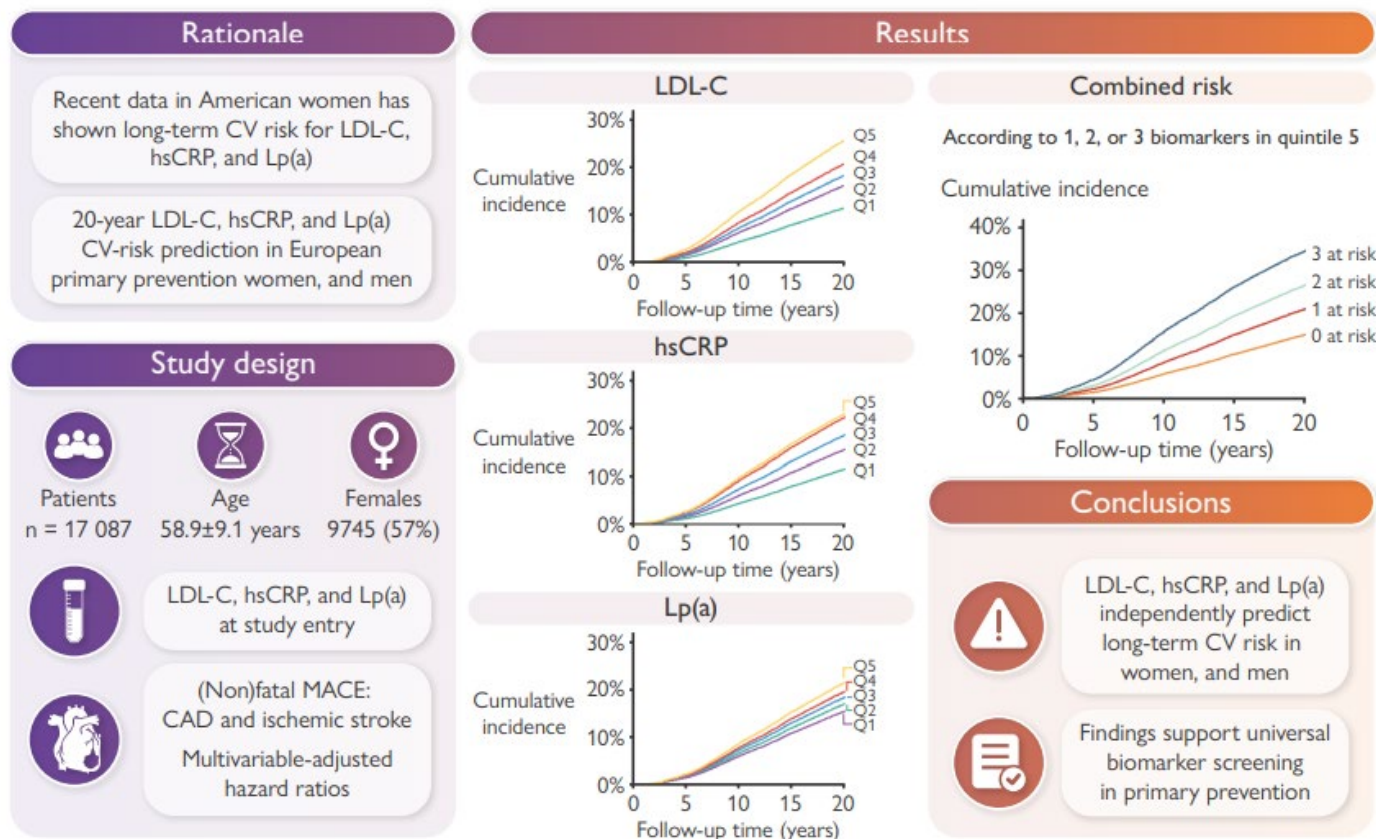 Rationale
Recent data in American women has
shown long-term CV risk for LDL-C,
hsCRP, and Lp(a)
20-year LDL-C, hsCRP, and Lp(a)
CV-risk prediction in European
primary prevention women, and men
Study design
Patients
n = 17 087
Age
58.9±9.1 years
Females
9745 (57%)
LDL-C, hsCRP, and Lp(a)
at study entry
(Non)fatal MACE:
CAD and ischemic stroke
Multivariable-adjusted
hazard ratios
Results
LDL-C
Cumulative
incidence
30%
20%
10%
0%
Q5
Q4
Q3
Q2
Q1
0 5 10 15 20
Follow-up time (years)
hsCRP
Cumulative
incidence
30%
20%
10%
0%
Q5
Q4
Q3
Q2
Q1
0 5 10 15 20
Follow-up time (years)
Lp(a)
Cumulative
incidence
30%
20%
10%
0%
Q5
Q4
Q3
Q2
Q1
0 5 10 15 20
Follow-up time (years)
Combined risk
According to 1, 2, or 3 biomarkers in quintile 5
Cumulative incidence
40%
30%
20%
10%
0%
3 at risk
2 at risk
1 at risk
0 at risk
0 5 10 15 20
Follow-up time (years)
Conclusions
LDL-C, hsCRP, and Lp(a)
independently predict
long-term CV risk in
women, and men
Findings support universal
biomarker screening
in primary prevention